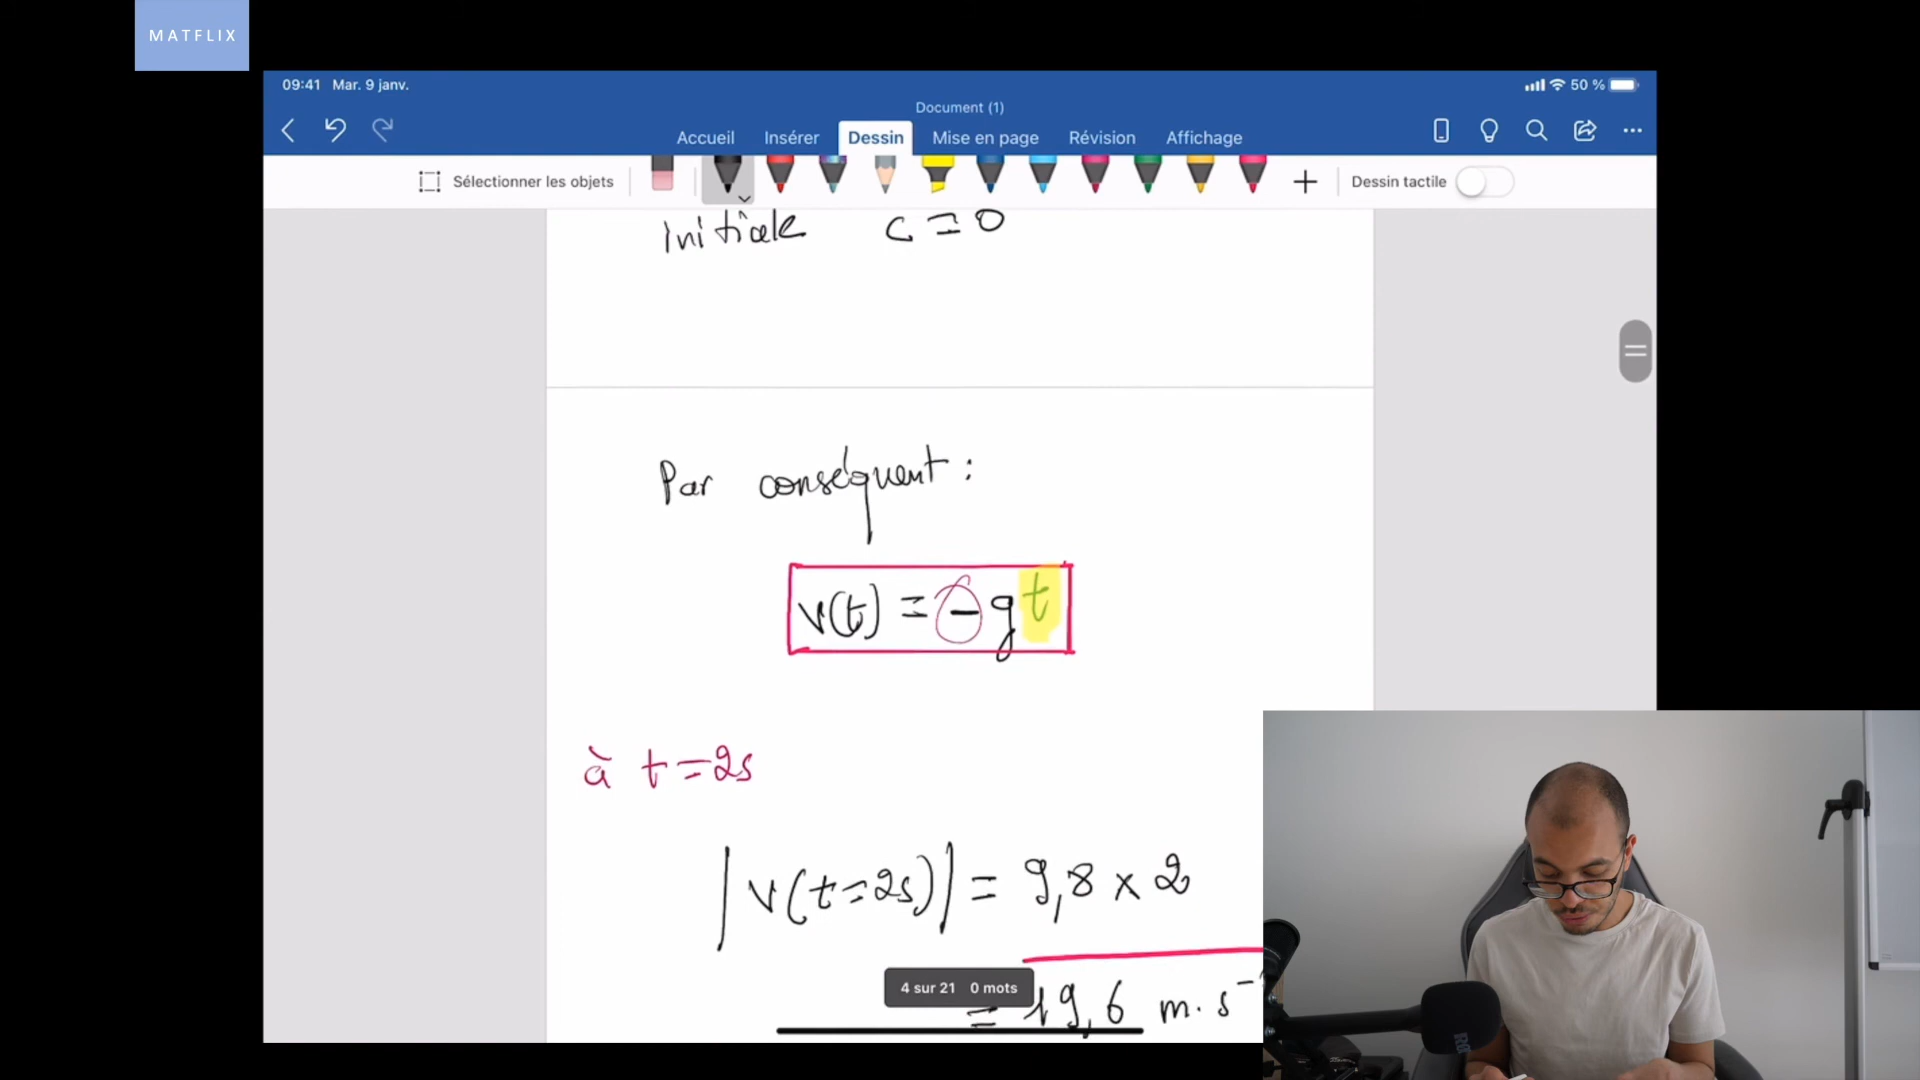 MATFLIX
09:41 Mar. 9 janv.
50 %
Document (1)
Accueil Insérer Dessin Mise en page Révision Affichage
Sélectionner les objets
Dessin tactile
initiale c = 0
Par conséquent :
v(t) = - g t
à t = 2s
|v(t=2s)| = 9,8 x 2
4 sur 21 0 mots
= 19,6 m.s⁻